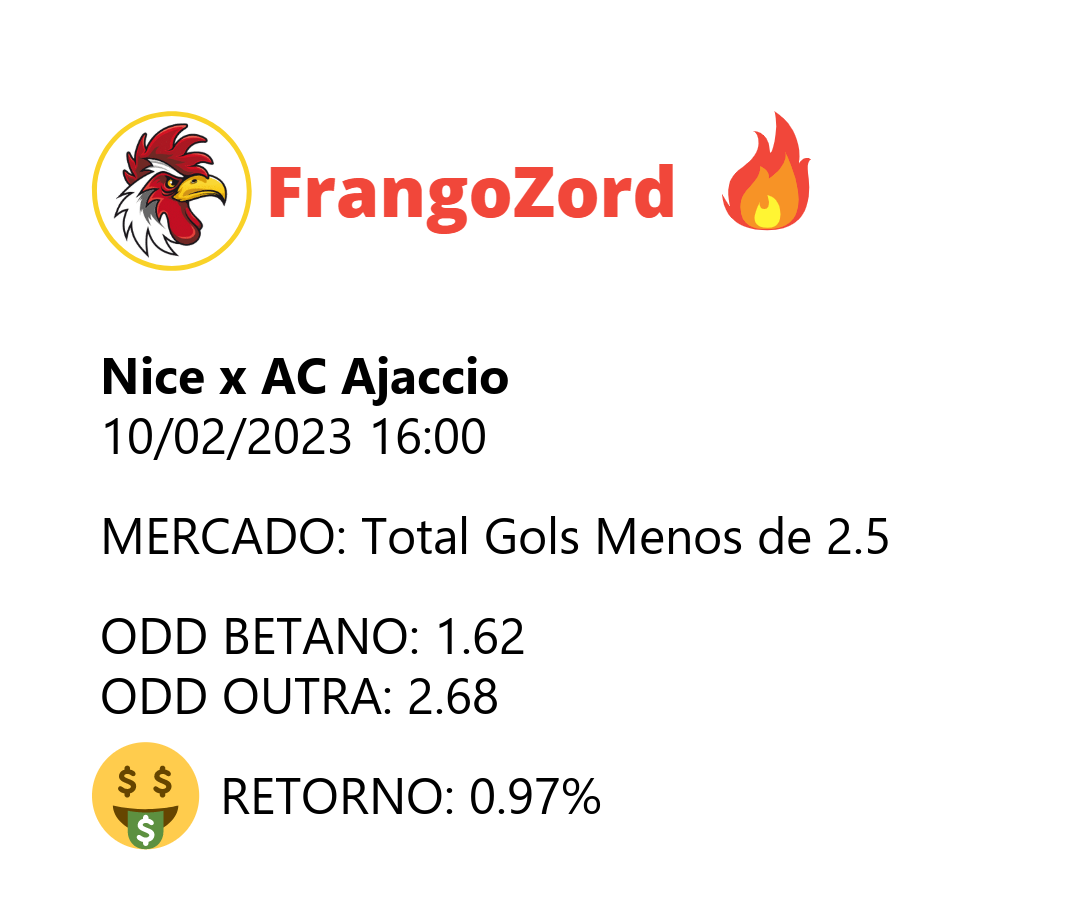 FrangoZord
Nice x AC Ajaccio
10/02/2023 16:00
MERCADO: Total Gols Menos de 2.5
ODD BETANO: 1.62
ODD OUTRA: 2.68
RETORNO: 0.97%